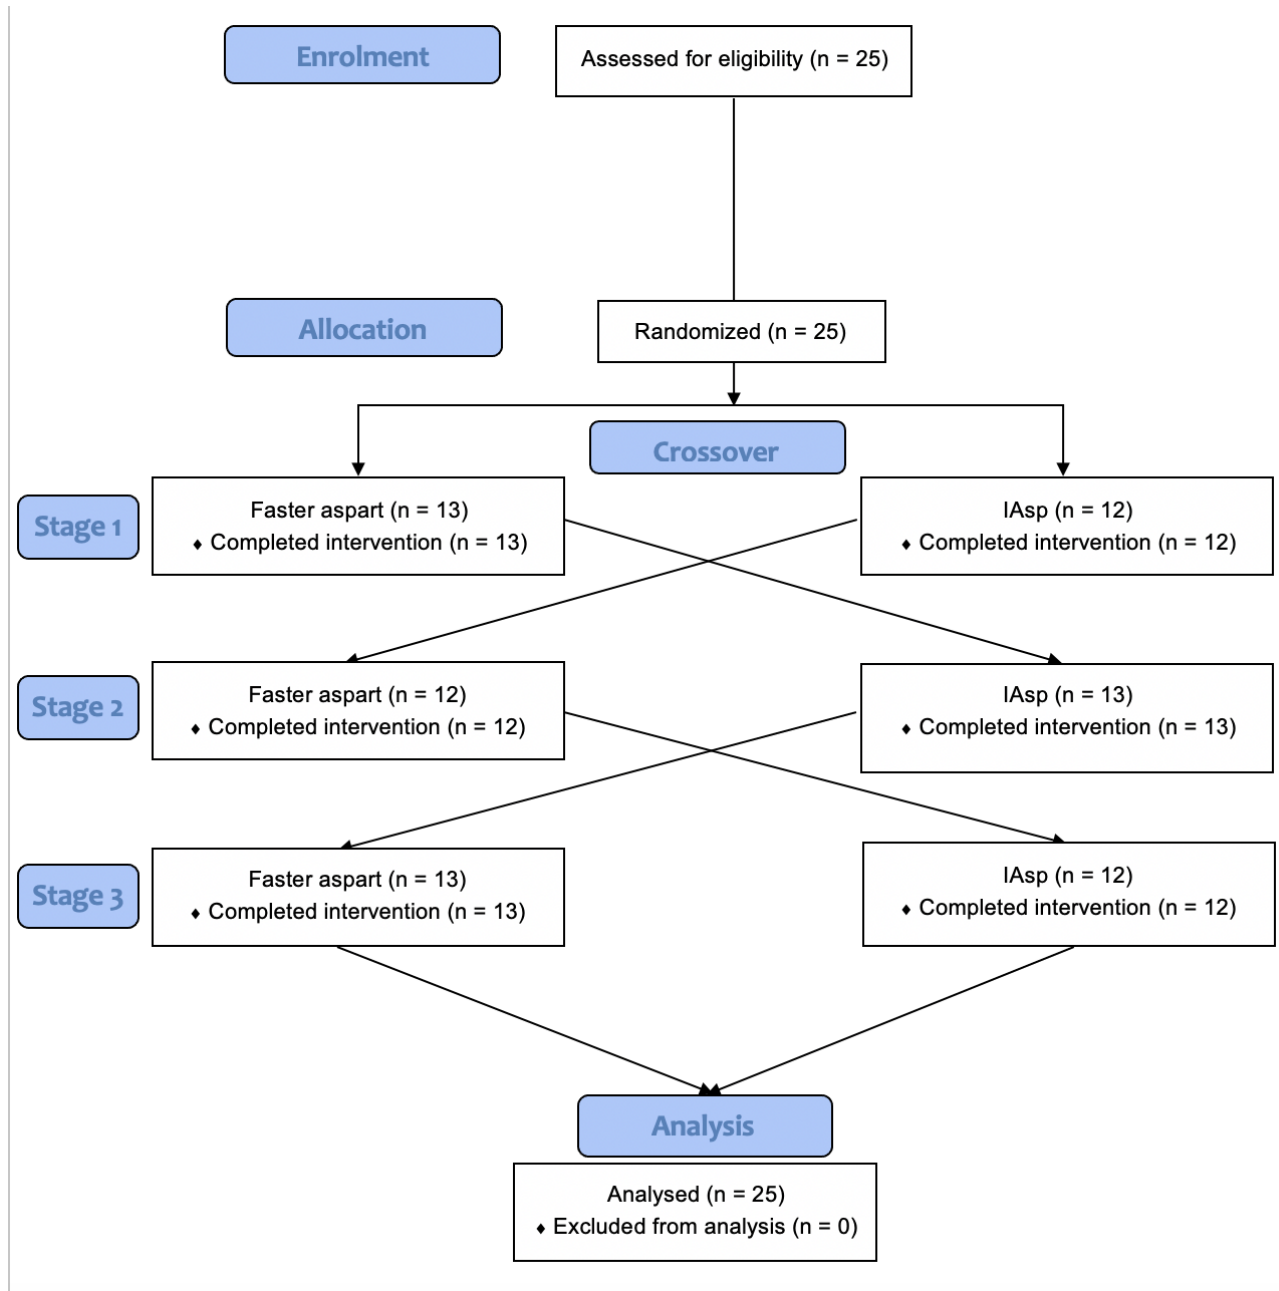 Enrolment
Assessed for eligibility (n = 25)
Allocation
Randomized (n = 25)
Crossover
Stage 1
Faster aspart (n = 13)
♦ Completed intervention (n = 13)
IAsp (n = 12)
♦ Completed intervention (n = 12)
Stage 2
Faster aspart (n = 12)
♦ Completed intervention (n = 12)
IAsp (n = 13)
♦ Completed intervention (n = 13)
Stage 3
Faster aspart (n = 13)
♦ Completed intervention (n = 13)
IAsp (n = 12)
♦ Completed intervention (n = 12)
Analysis
Analysed (n = 25)
♦ Excluded from analysis (n = 0)